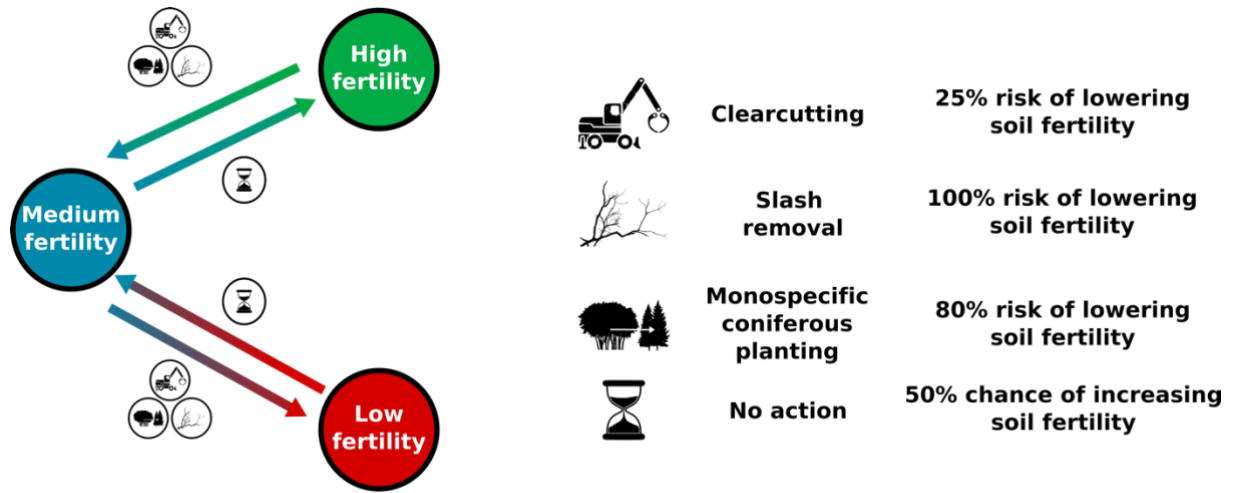 High
fertility
Medium
fertility
Low
fertility
Clearcutting
25% risk of lowering
soil fertility
Slash
removal
100% risk of lowering
soil fertility
Monospecific
coniferous
planting
80% risk of lowering
soil fertility
No action
50% chance of increasing
soil fertility